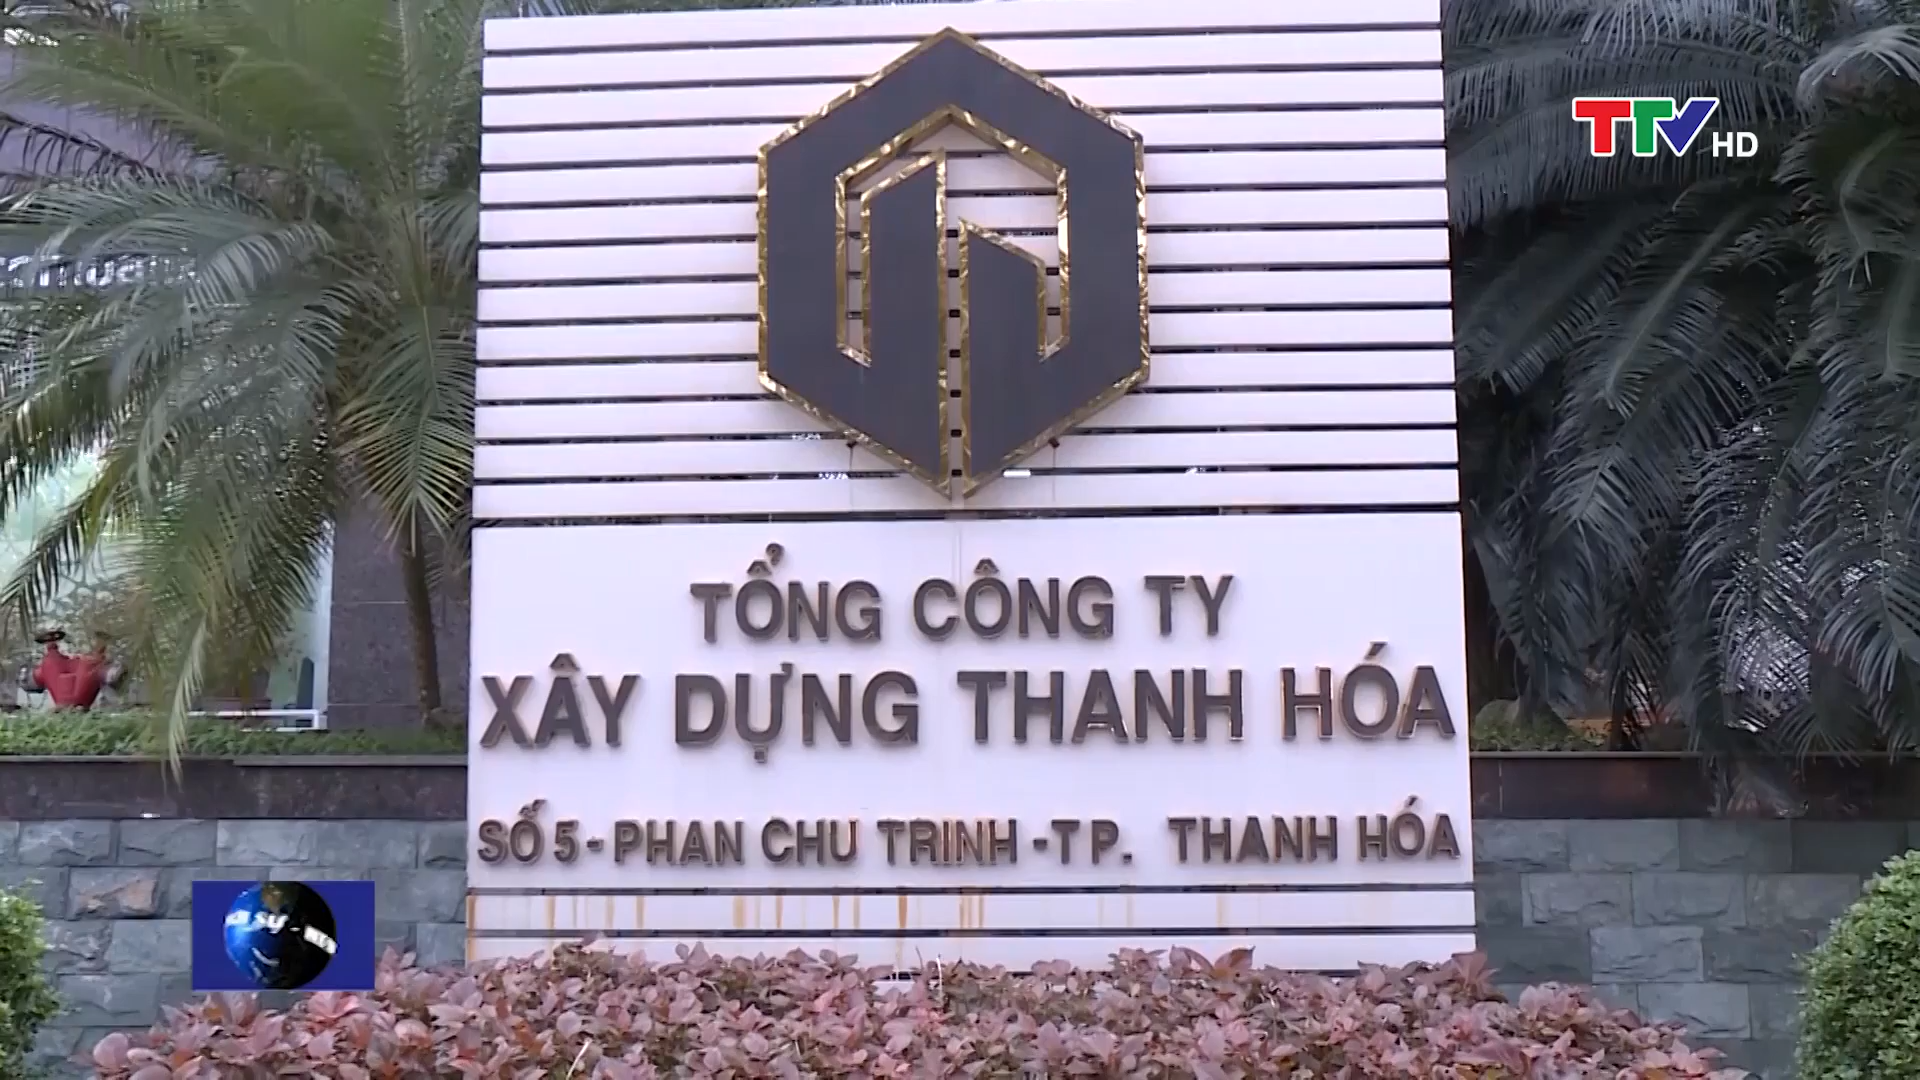 TTV HD
TỔNG CÔNG TY
XÂY DỰNG THANH HÓA
SỐ 5 - PHAN CHU TRINH - TP. THANH HÓA